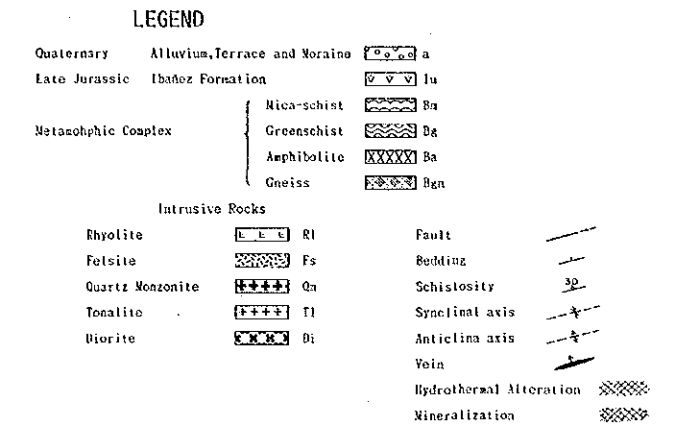 LEGEND
Quaternary Alluvium,Terrace and Moraine a
Late Jurassic Ibañez Formation Iu
Mica-schist Bm
Metamohphic Complex Greenschist Bg
Amphibolite Ba
Gneiss Bgn
Intrusive Rocks
Rhyolite Rl Fault
Felsite Fs Bedding
Quartz Monzonite Qm Schistosity 30
Tonalite Tl Synclinal axis
Diorite Di Anticlina axis
Vein
Hydrothermal Alteration
Mineralization